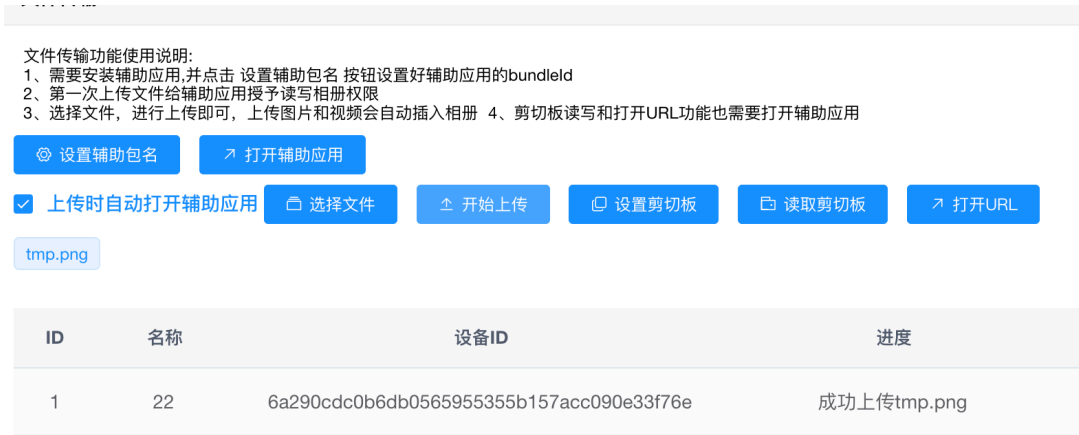 文件传输功能使用说明:
1、需要安装辅助应用,并点击 设置辅助包名 按钮设置好辅助应用的bundleId
2、第一次上传文件给辅助应用授予读写相册权限
3、选择文件，进行上传即可，上传图片和视频会自动插入相册 4、剪切板读写和打开URL功能也需要打开辅助应用
设置辅助包名 打开辅助应用
上传时自动打开辅助应用 选择文件 开始上传 设置剪切板 读取剪切板 打开URL
tmp.png
ID 名称 设备ID 进度
1 22 6a290cdc0b6db0565955355b157acc090e33f76e 成功上传tmp.png